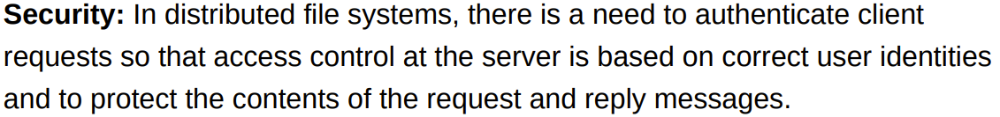 Security: In distributed file systems, there is a need to authenticate client
requests so that access control at the server is based on correct user identities
and to protect the contents of the request and reply messages.